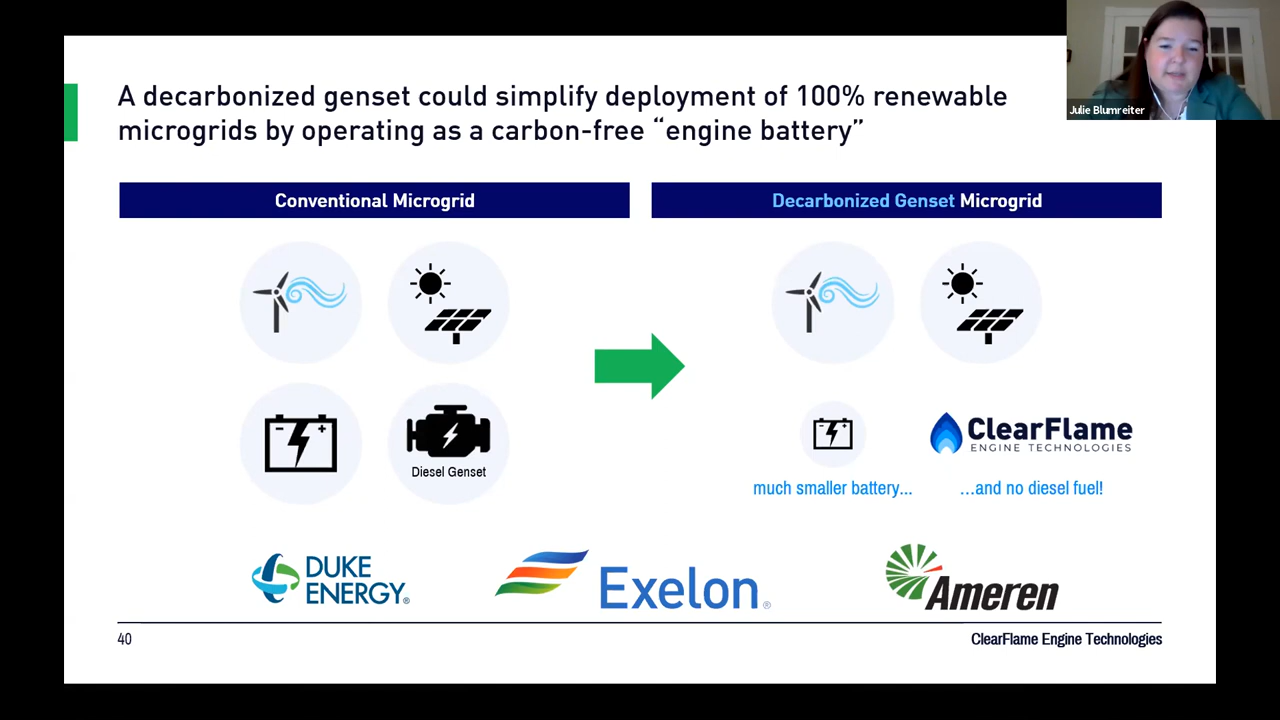 A decarbonized genset could simplify deployment of 100% renewable
microgrids by operating as a carbon-free “engine battery”
Julie Blumreiter
Conventional Microgrid
Decarbonized Genset Microgrid
Diesel Genset
ClearFlame
ENGINE TECHNOLOGIES
much smaller battery...
...and no diesel fuel!
DUKE
ENERGY®
Exelon®
Ameren
40
ClearFlame Engine Technologies